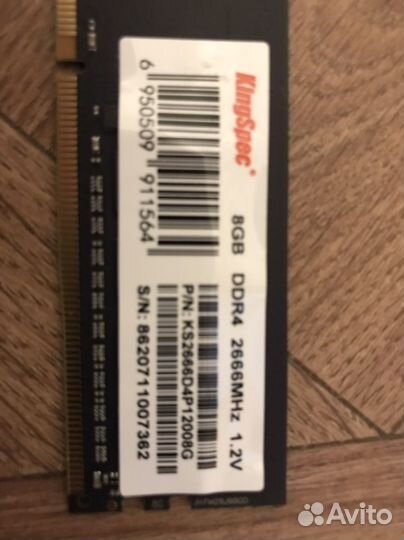 KingSpec
8GB DDR4 2666MHz 1.2V
P/N: KS2666D4P12008G
S/N: 8620711007362
6 950509 911564
Avito